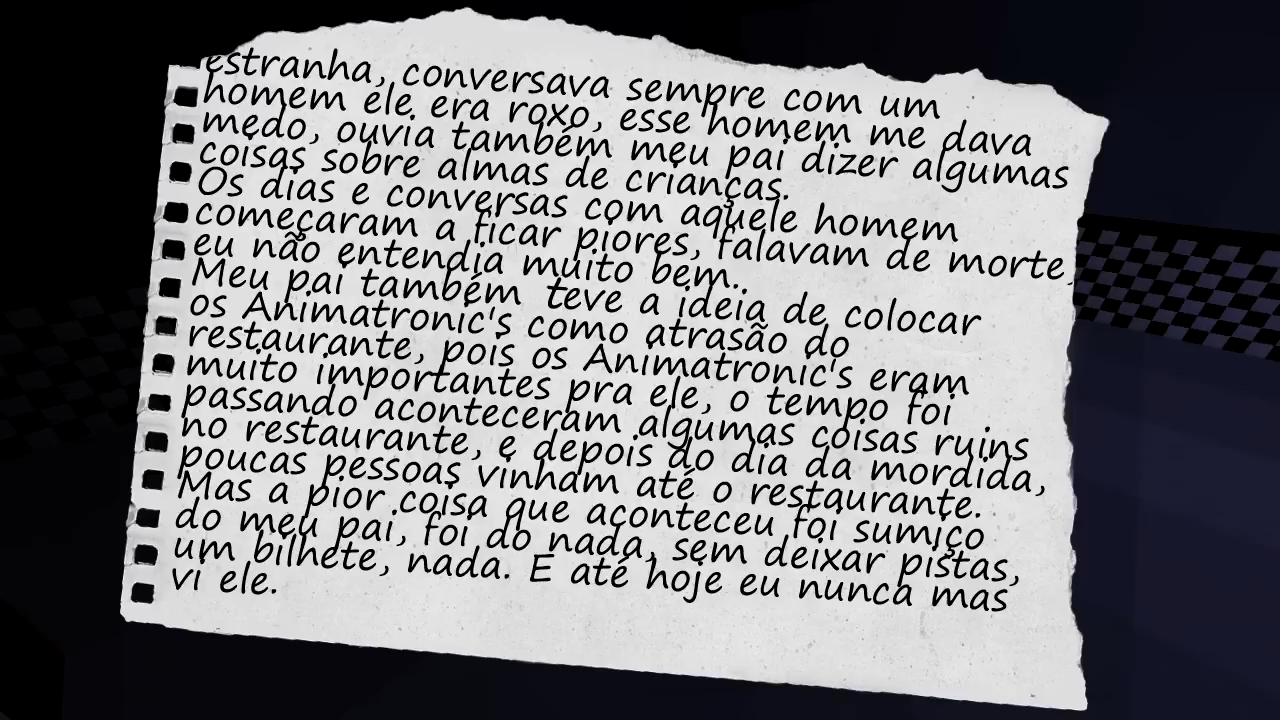 estranha, conversava sempre com um
homem ele era roxo, esse homem me dava
medo, ouvia também meu pai dizer algumas
coisas sobre almas de crianças.
Os dias e conversas com aquele homem
começaram a ficar piores, falavam de morte,
eu não entendia muito bem..
Meu pai também teve a ideia de colocar
os Animatronic's como atrasão do
restaurante, pois os Animatronic's eram
muito importantes pra ele, o tempo foi
passando aconteceram algumas coisas ruins
no restaurante, e depois do dia da mordida,
poucas pessoas vinham até o restaurante.
Mas a pior coisa que aconteceu foi sumiço
do meu pai, foi do nada, sem deixar pistas,
um bilhete, nada. E até hoje eu nunca mas
vi ele.